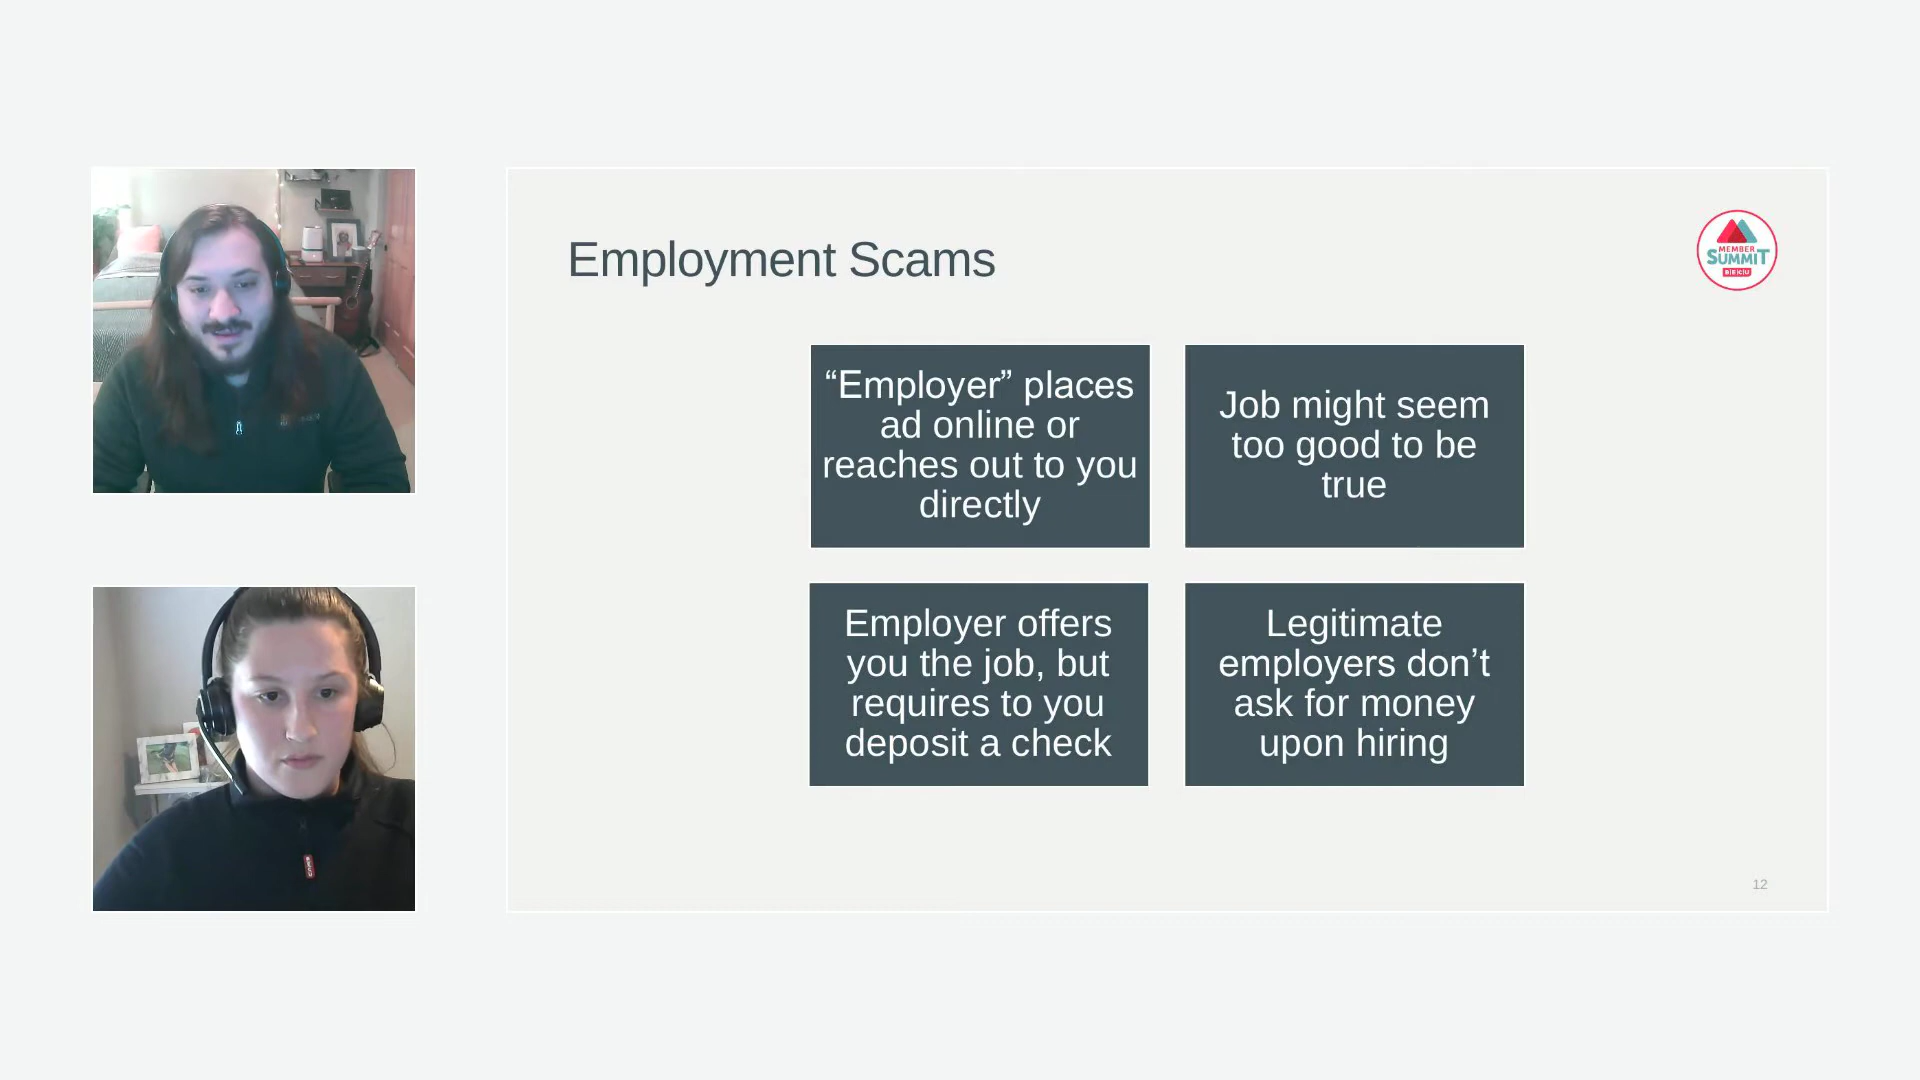 Employment Scams
MEMBER
SUMMIT
BECU
“Employer” places
ad online or
reaches out to you
directly
Job might seem
too good to be
true
Employer offers
you the job, but
requires to you
deposit a check
Legitimate
employers don’t
ask for money
upon hiring
12